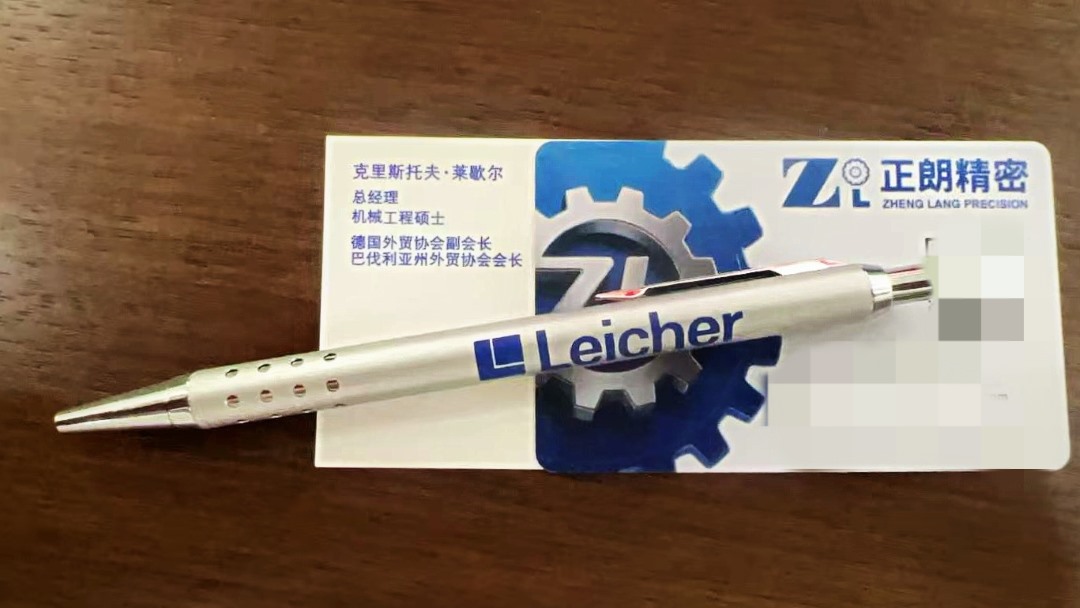 克里斯托夫·莱歇尔
总经理
机械工程硕士
德国外贸协会副会长
巴伐利亚州外贸协会会长
ZL
正朗精密
ZHENG LANG PRECISION
ZL
Leicher